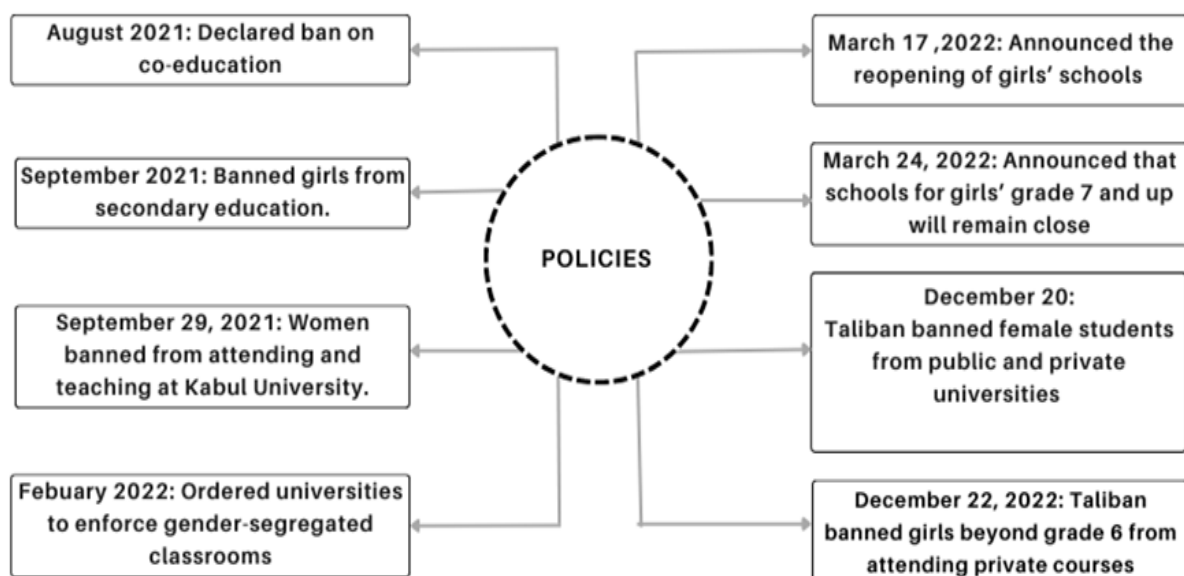 August 2021: Declared ban on
co-education
September 2021: Banned girls from
secondary education.
September 29, 2021: Women
banned from attending and
teaching at Kabul University.
Febuary 2022: Ordered universities
to enforce gender-segregated
classrooms
POLICIES
March 17 ,2022: Announced the
reopening of girls’ schools
March 24, 2022: Announced that
schools for girls’ grade 7 and up
will remain close
December 20:
Taliban banned female students
from public and private
universities
December 22, 2022: Taliban
banned girls beyond grade 6 from
attending private courses